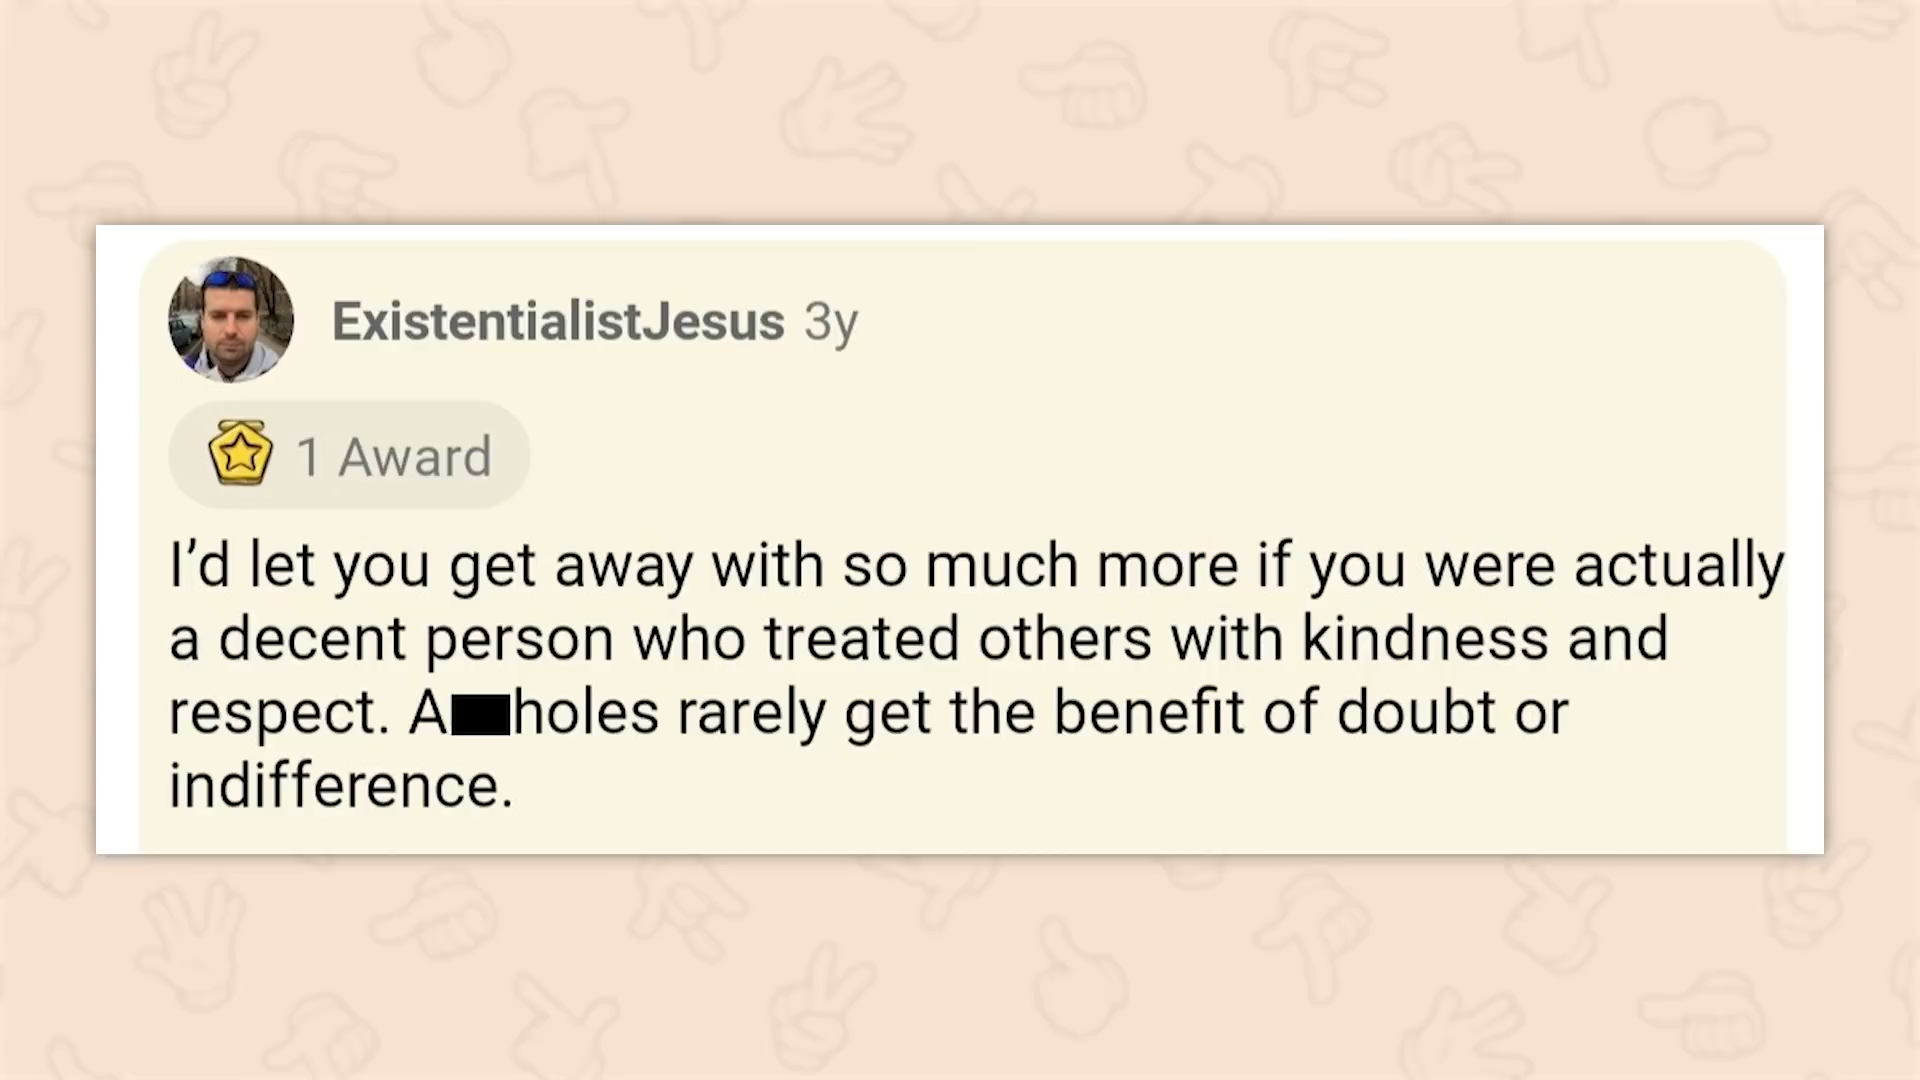 ExistentialistJesus 3y
1 Award
I’d let you get away with so much more if you were actually
a decent person who treated others with kindness and
respect. A██holes rarely get the benefit of doubt or
indifference.